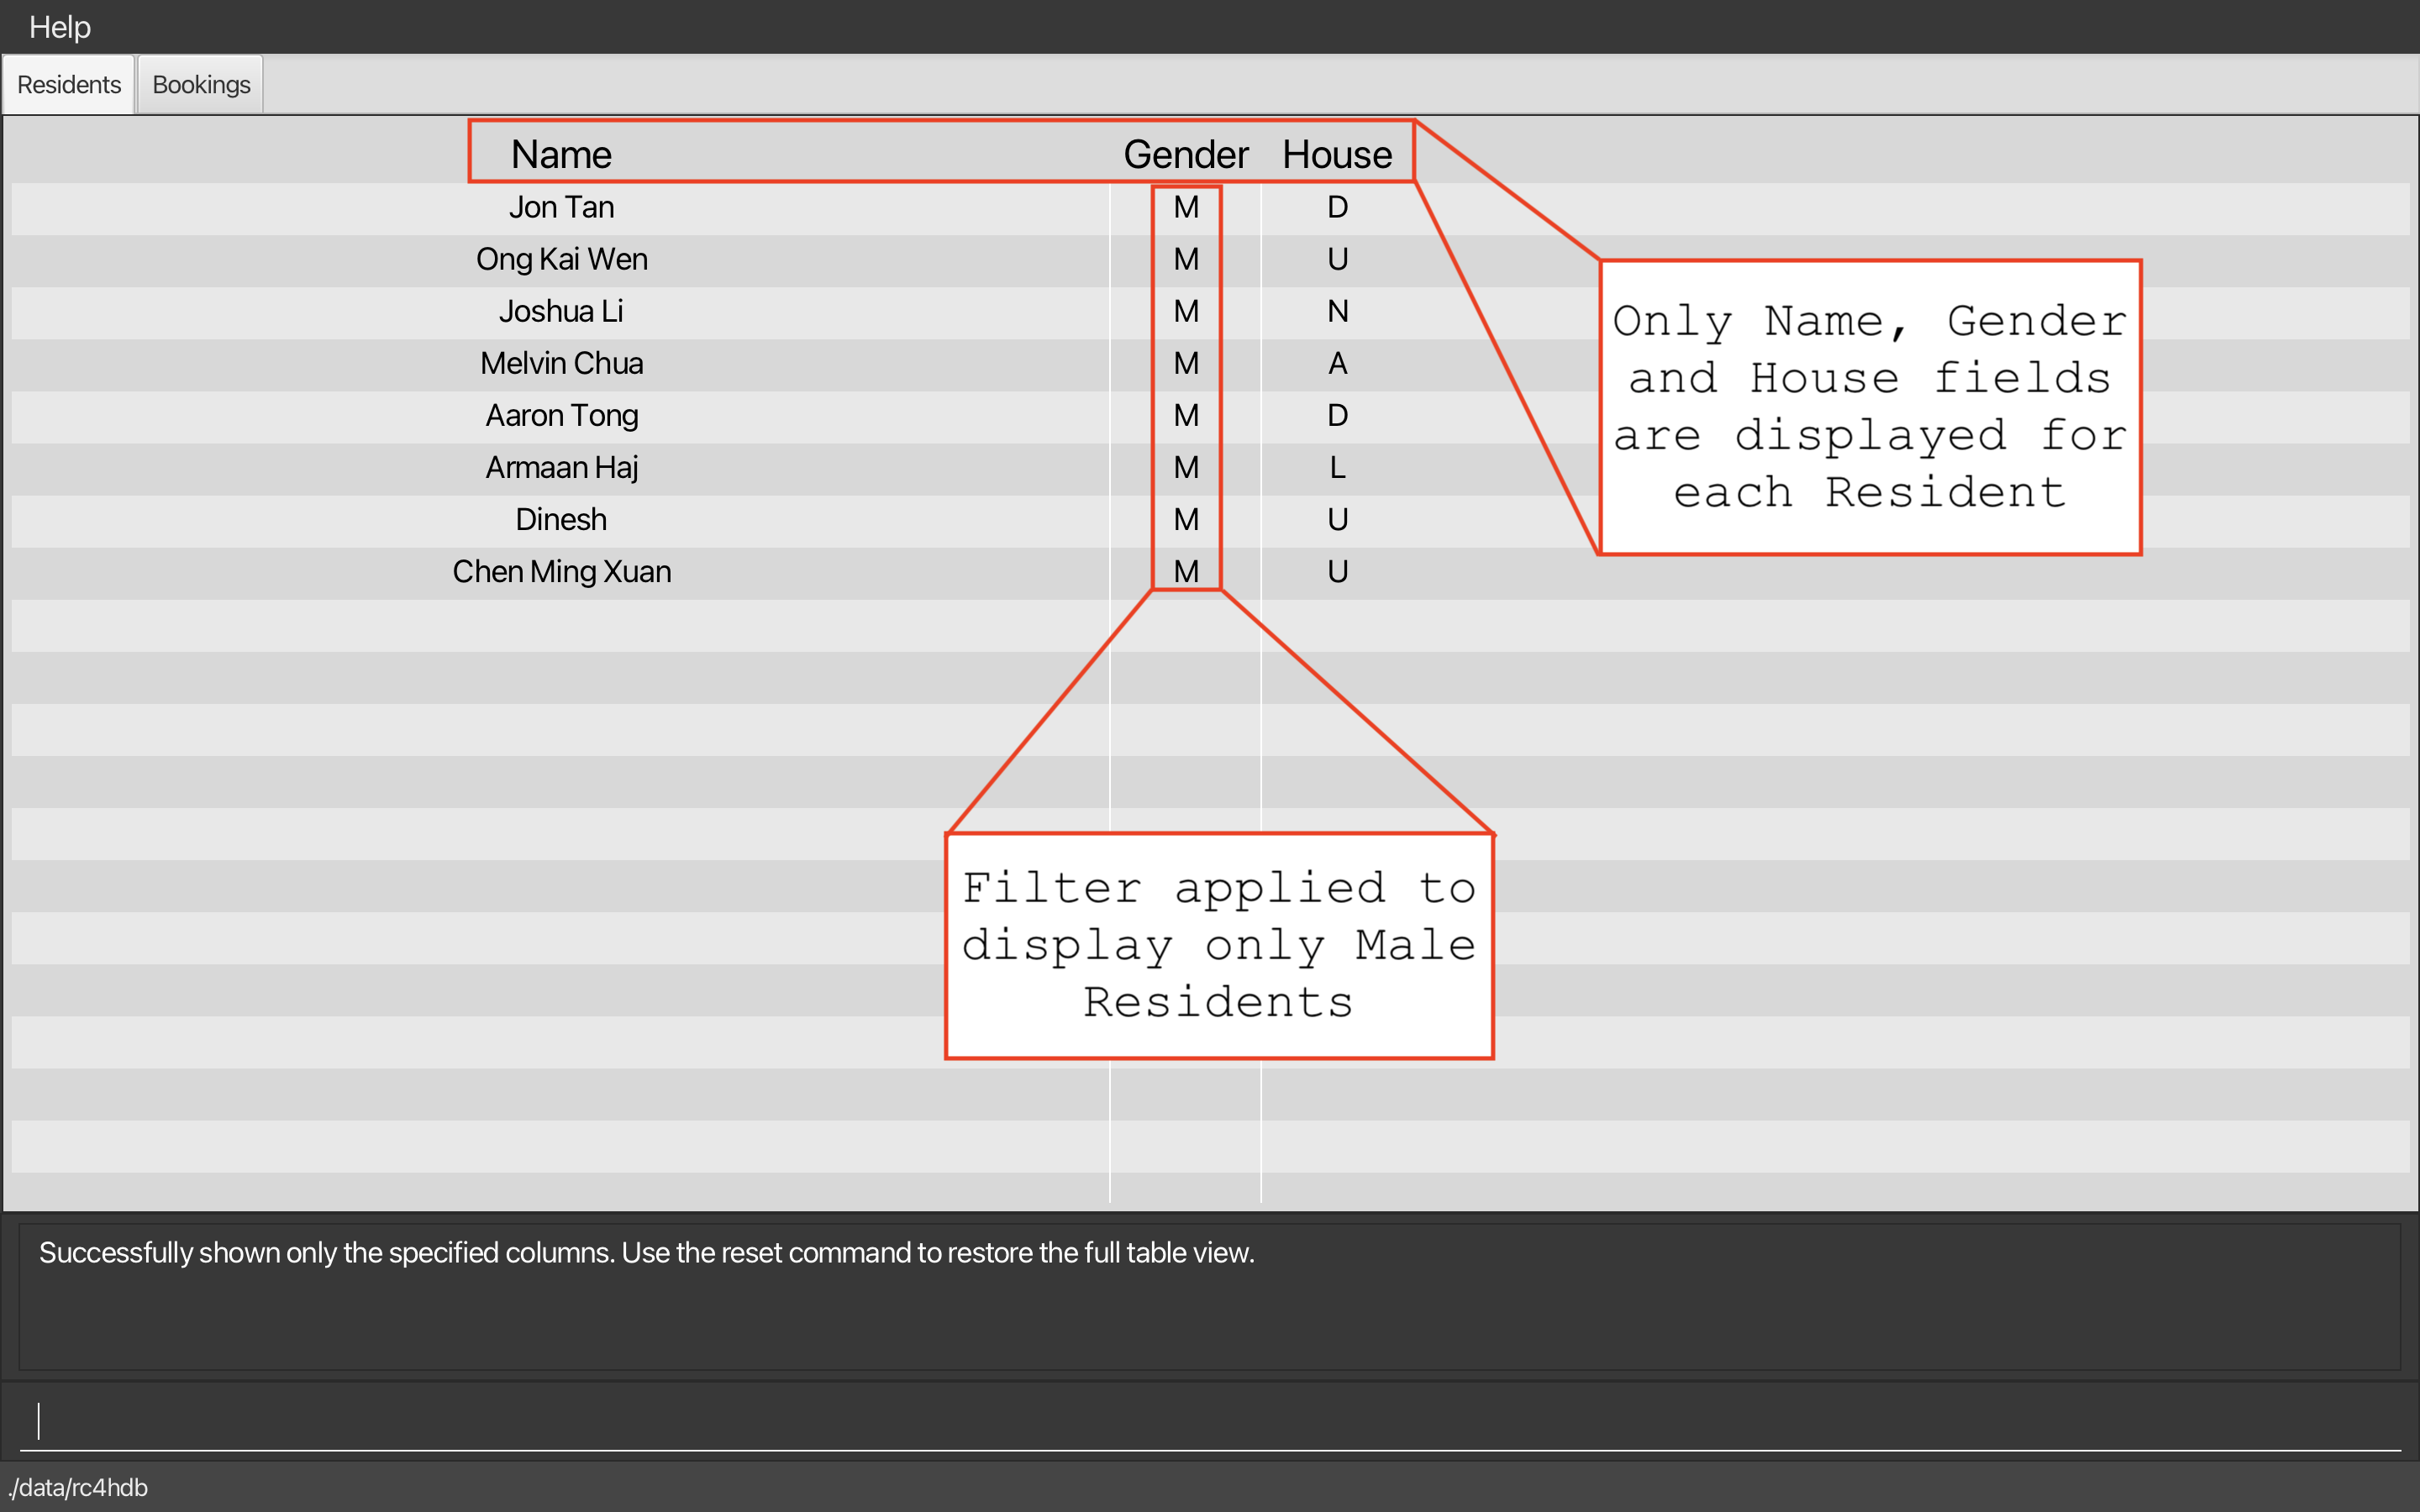 Help
Residents Bookings
Name Gender House
Jon Tan M D
Ong Kai Wen M U
Joshua Li M N
Melvin Chua M A
Aaron Tong M D
Armaan Haj M L
Dinesh M U
Chen Ming Xuan M U
Only Name, Gender
and House fields
are displayed for
each Resident
Filter applied to
display only Male
Residents
Successfully shown only the specified columns. Use the reset command to restore the full table view.
./data/rc4hdb